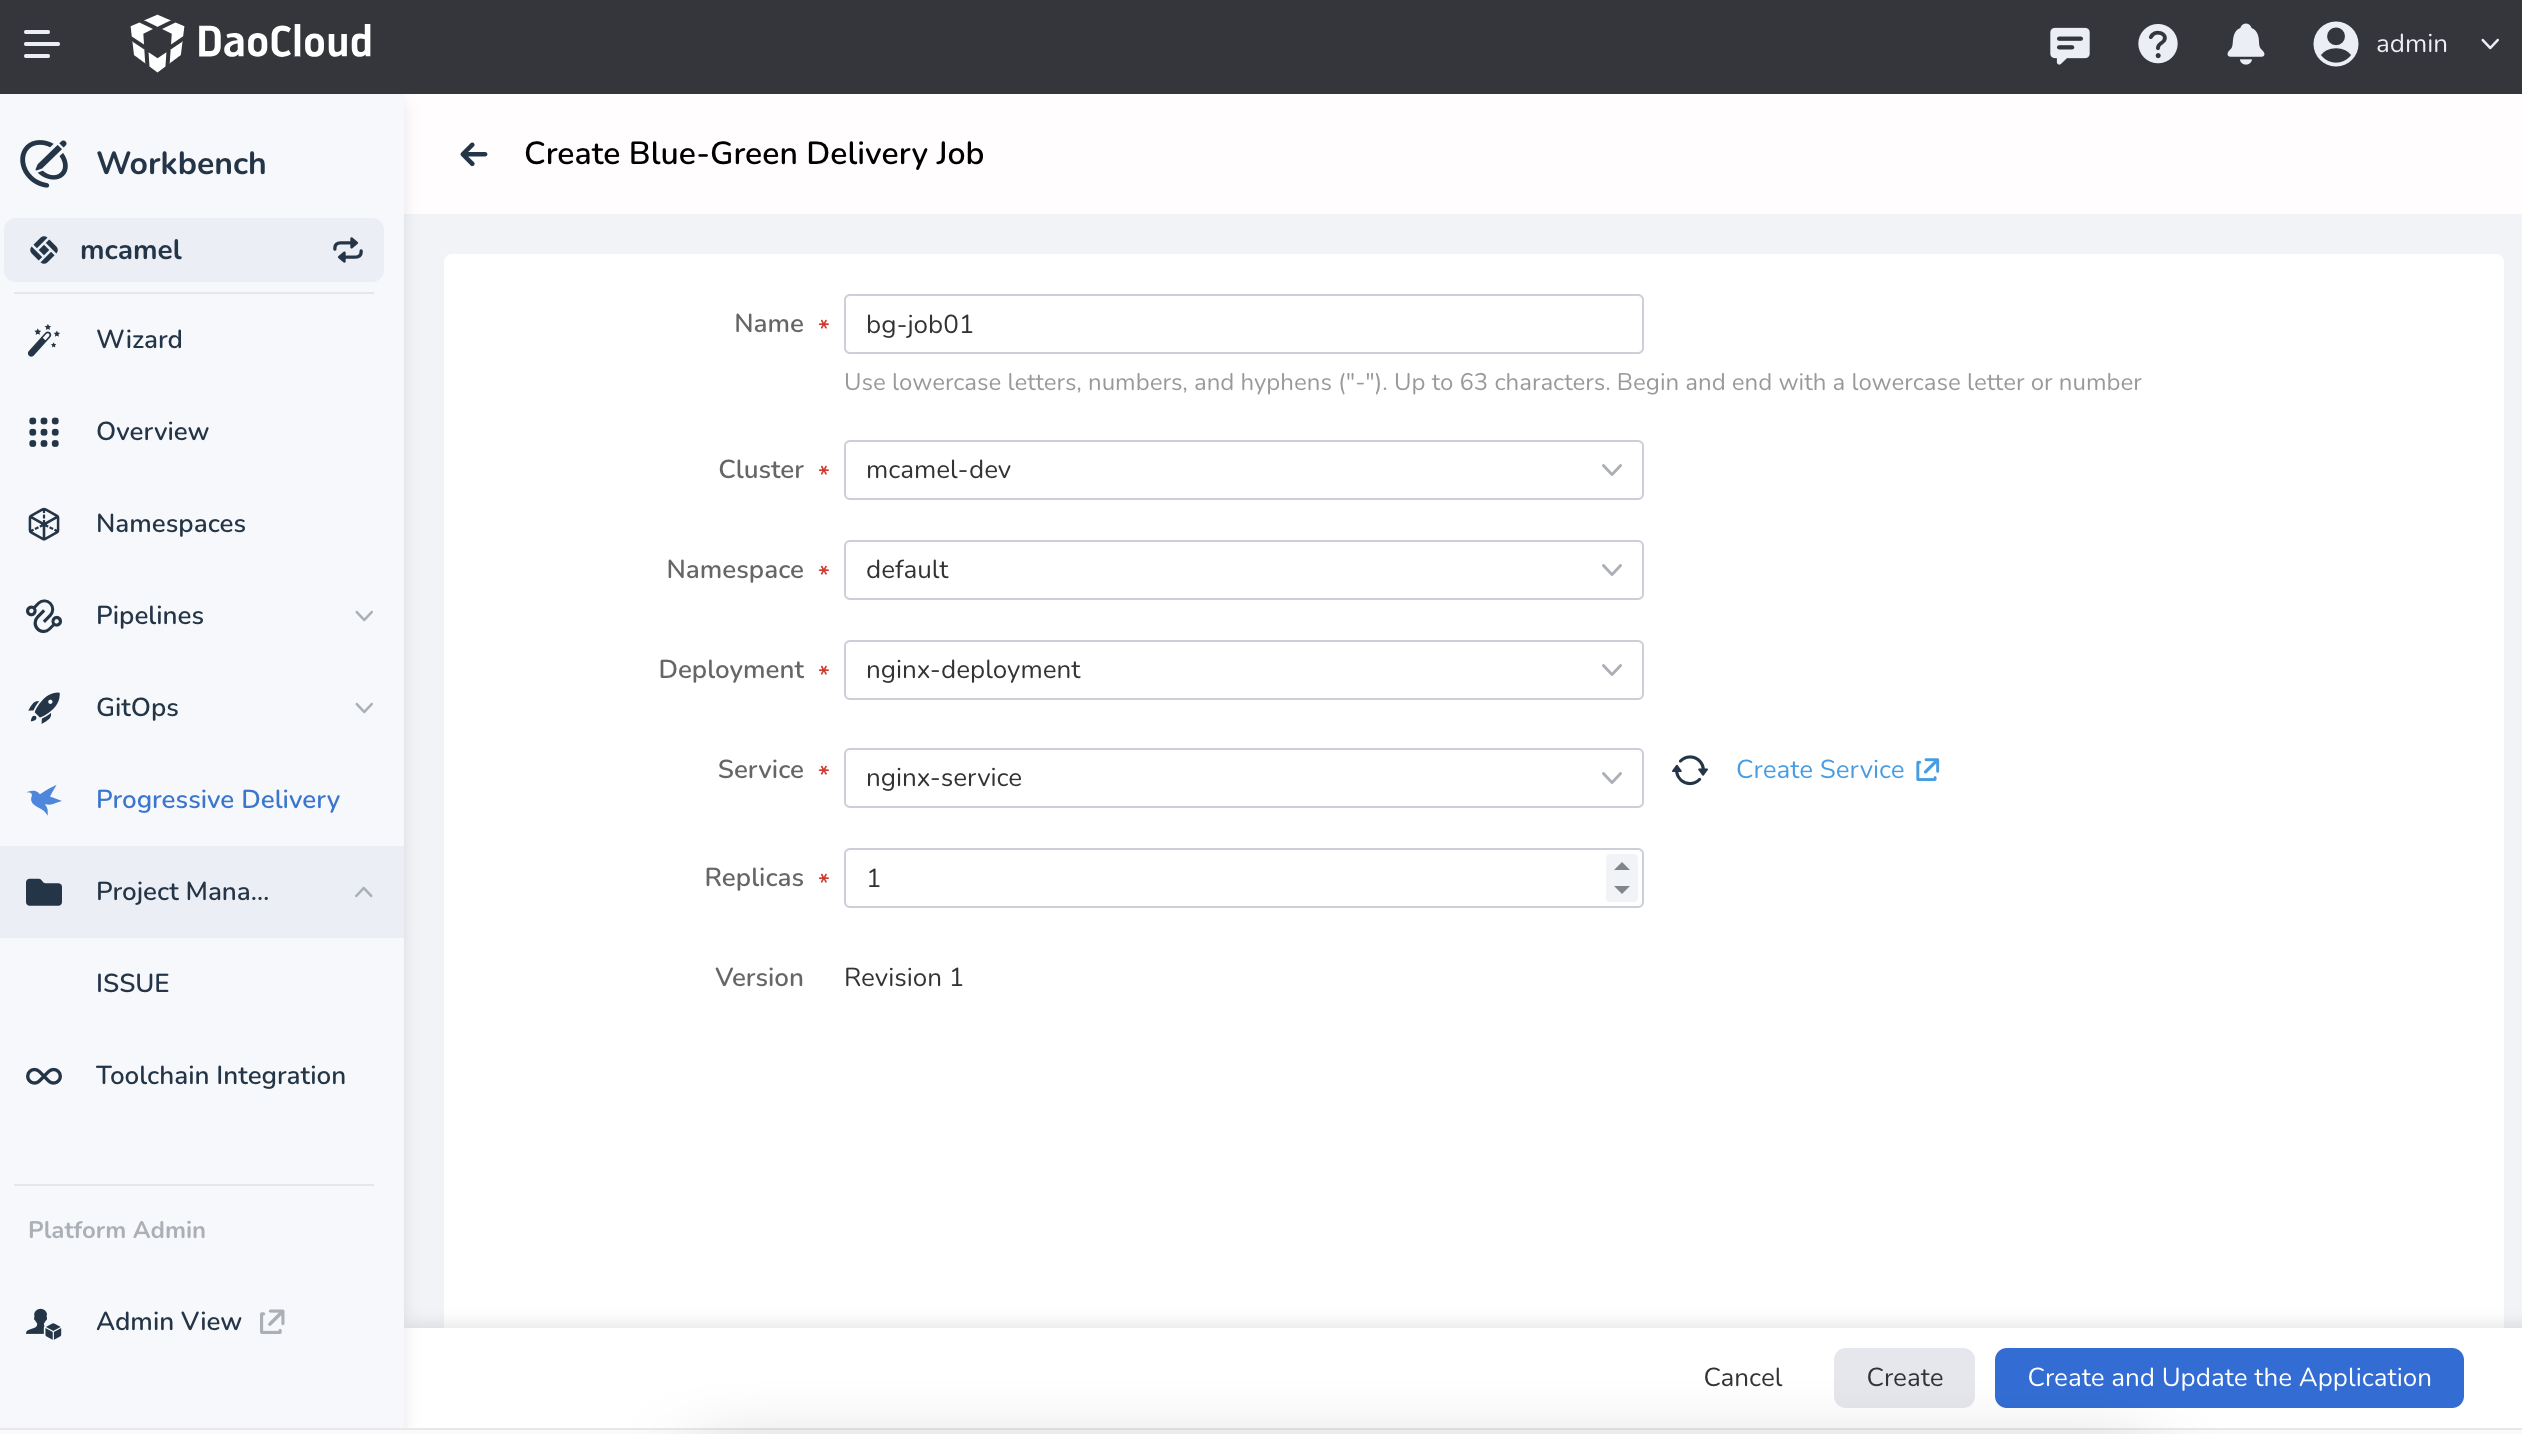 DaoCloud
admin
Workbench
mcamel
Wizard
Overview
Namespaces
Pipelines
GitOps
Progressive Delivery
Project Mana...
ISSUE
Toolchain Integration
Platform Admin
Admin View
Create Blue-Green Delivery Job
Name * bg-job01
Use lowercase letters, numbers, and hyphens ("-"). Up to 63 characters. Begin and end with a lowercase letter or number
Cluster * mcamel-dev
Namespace * default
Deployment * nginx-deployment
Service * nginx-service Create Service
Replicas * 1
Version Revision 1
Cancel Create Create and Update the Application